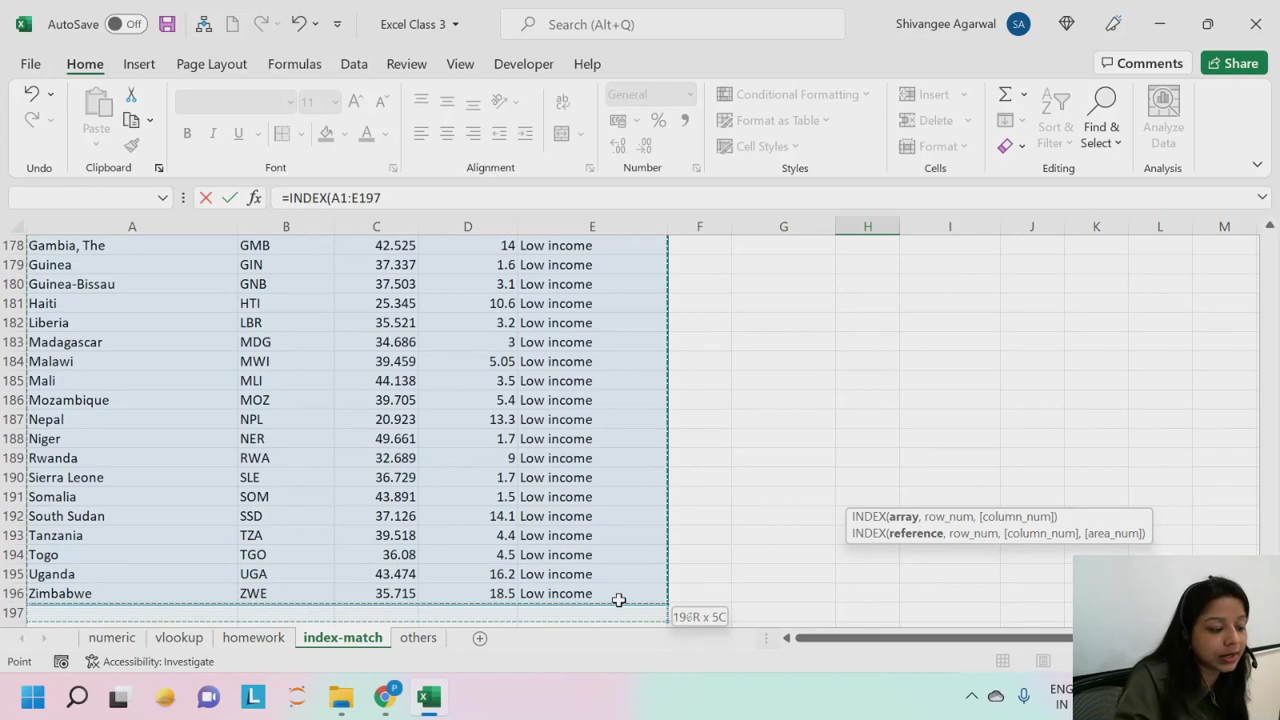 AutoSave Off Excel Class 3 Search (Alt+Q) Shivangee Agarwal SA
File Home Insert Page Layout Formulas Data Review View Developer Help Comments Share
Paste 11 General Conditional Formatting Insert Sort & Find & Analyze
B I U Format as Table Delete Filter Select Data
Cell Styles Format
Undo Clipboard Font Alignment Number Styles Cells Editing Analysis
fx =INDEX(A1:E197
A B C D E F G H I J K L M
178 Gambia, The GMB 42.525 14 Low income
179 Guinea GIN 37.337 1.6 Low income
180 Guinea-Bissau GNB 37.503 3.1 Low income
181 Haiti HTI 25.345 10.6 Low income
182 Liberia LBR 35.521 3.2 Low income
183 Madagascar MDG 34.686 3 Low income
184 Malawi MWI 39.459 5.05 Low income
185 Mali MLI 44.138 3.5 Low income
186 Mozambique MOZ 39.705 5.4 Low income
187 Nepal NPL 20.923 13.3 Low income
188 Niger NER 49.661 1.7 Low income
189 Rwanda RWA 32.689 9 Low income
190 Sierra Leone SLE 36.729 1.7 Low income
191 Somalia SOM 43.891 1.5 Low income
192 South Sudan SSD 37.126 14.1 Low income
193 Tanzania TZA 39.518 4.4 Low income
194 Togo TGO 36.08 4.5 Low income
195 Uganda UGA 43.474 16.2 Low income
196 Zimbabwe ZWE 35.715 18.5 Low income
197
INDEX(array, row_num, [column_num])
INDEX(reference, row_num, [column_num], [area_num])
R x 5C
numeric vlookup homework index-match others
Point Accessibility: Investigate
L P ENG
IN